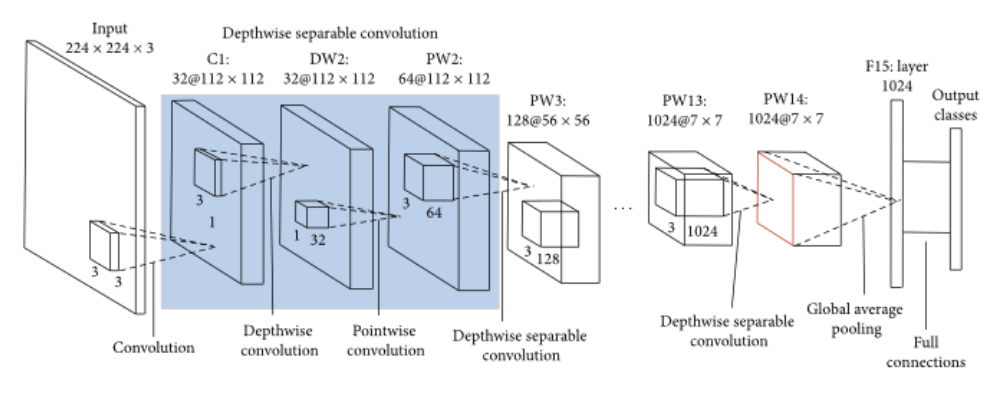 Input
224 × 224 × 3
Depthwise separable convolution
C1:
32@112 × 112
DW2:
32@112 × 112
PW2:
64@112 × 112
PW3:
128@56 × 56
PW13:
1024@7 × 7
PW14:
1024@7 × 7
F15: layer
1024
Output
classes
3
3
3
1
1
32
3
64
3
128
...
3
1024
Convolution
Depthwise
convolution
Pointwise
convolution
Depthwise separable
convolution
Depthwise separable
convolution
Global average
pooling
Full
connections